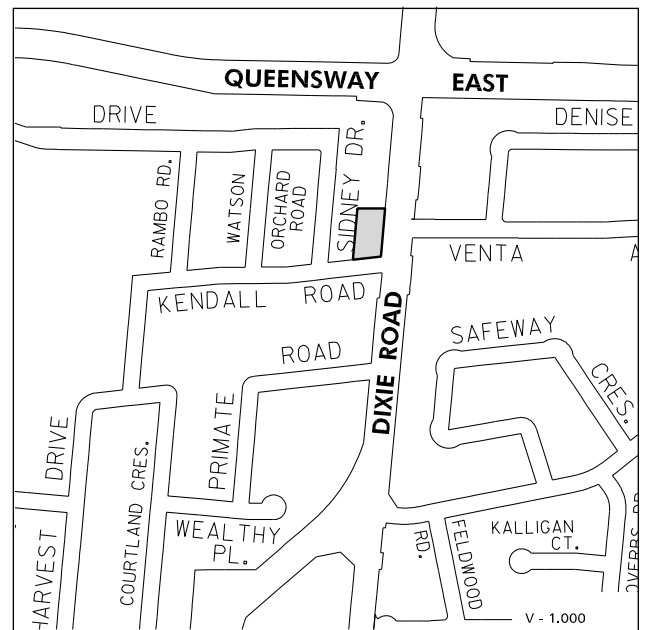 QUEENSWAY EAST
DRIVE
DENISE
SIDNEY DR.
RAMBO RD.
WATSON
ORCHARD
ROAD
VENTA A
KENDALL ROAD
DIXIE ROAD
SAFEWAY
CRES.
ROAD
PRIMATE
DRIVE
HARVEST
COURTLAND CRES.
WEALTHY
PL.
RD.
FELDWOOD
KALLIGAN
CT.
V - 1.000